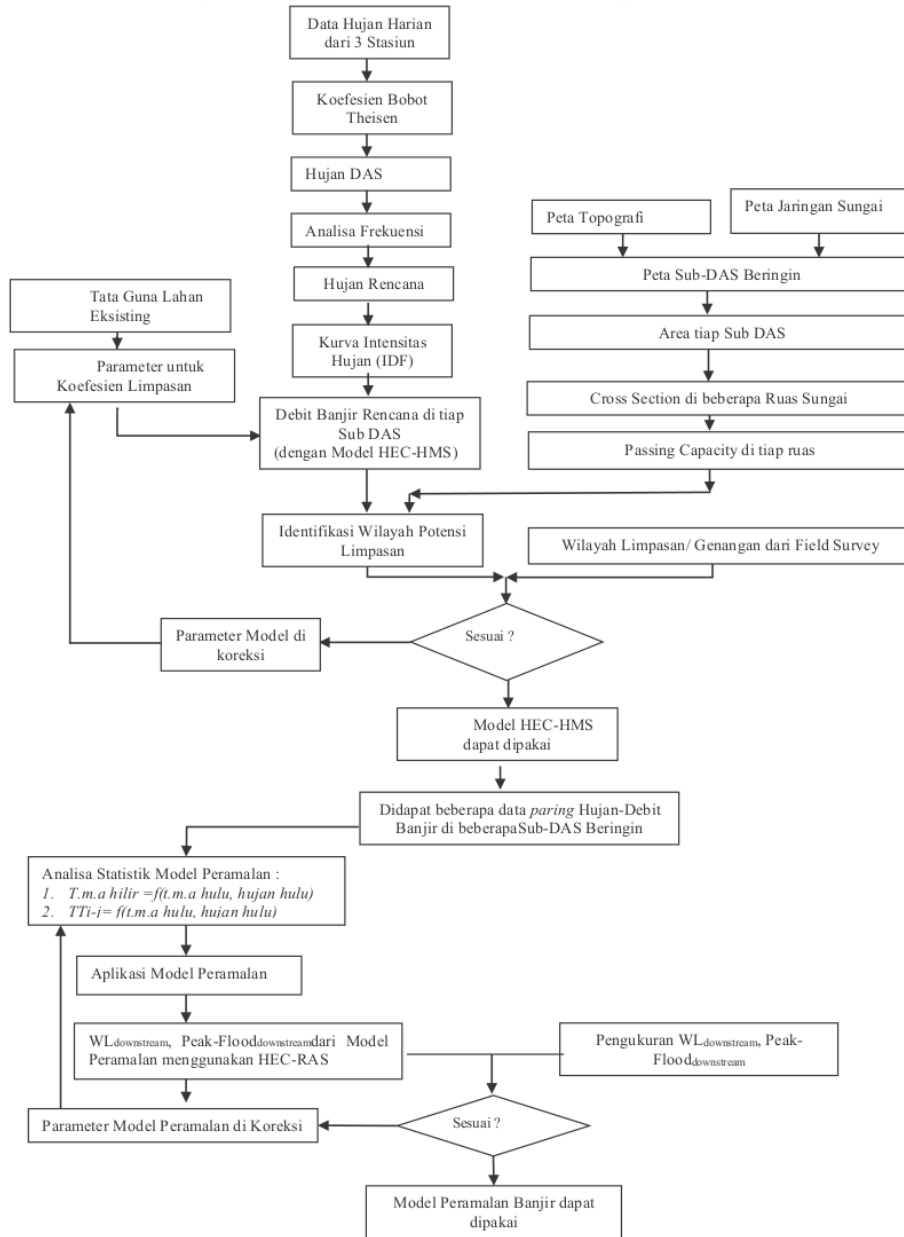 Data Hujan Harian
dari 3 Stasiun
Koefesien Bobot
Theisen
Hujan DAS
Analisa Frekuensi
Hujan Rencana
Kurva Intensitas
Hujan (IDF)
Peta Topografi
Peta Jaringan Sungai
Peta Sub-DAS Beringin
Area tiap Sub DAS
Cross Section di beberapa Ruas Sungai
Passing Capacity di tiap ruas
Tata Guna Lahan
Eksisting
Parameter untuk
Koefesien Limpasan
Debit Banjir Rencana di tiap
Sub DAS
(dengan Model HEC-HMS)
Identifikasi Wilayah Potensi
Limpasan
Wilayah Limpasan/ Genangan dari Field Survey
Sesuai ?
Parameter Model di
koreksi
Model HEC-HMS
dapat dipakai
Didapat beberapa data paring Hujan-Debit
Banjir di beberapaSub-DAS Beringin
Analisa Statistik Model Peramalan :
1. T.m.a hilir =f(t.m.a hulu, hujan hulu)
2. TTi-j= f(t.m.a hulu, hujan hulu)
Aplikasi Model Peramalan
WLdownstream, Peak-Flooddownstreamdari Model
Peramalan menggunakan HEC-RAS
Pengukuran WLdownstream, Peak-
Flooddownstream
Parameter Model Peramalan di Koreksi
Sesuai ?
Model Peramalan Banjir dapat
dipakai